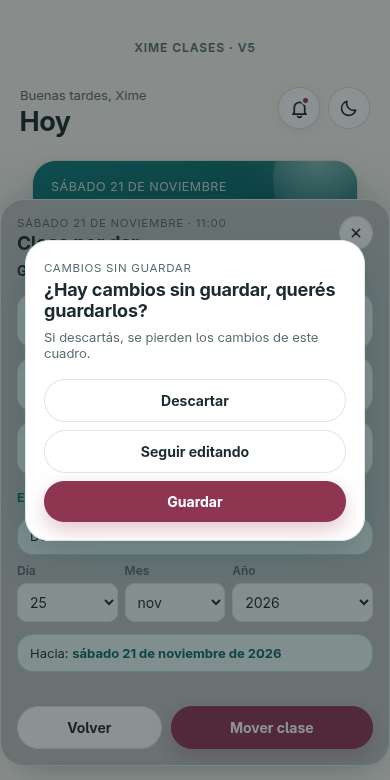 XIME CLASES · V5
Buenas tardes, Xime
Hoy
SÁBADO 21 DE NOVIEMBRE
SÁBADO 21 DE NOVIEMBRE · 11:00
CAMBIOS SIN GUARDAR
¿Hay cambios sin guardar, querés
guardarlos?
Si descartás, se pierden los cambios de este
cuadro.
Descartar
Seguir editando
Guardar
Día
Mes
Año
25
nov
2026
Hacia: sábado 21 de noviembre de 2026
Volver
Mover clase